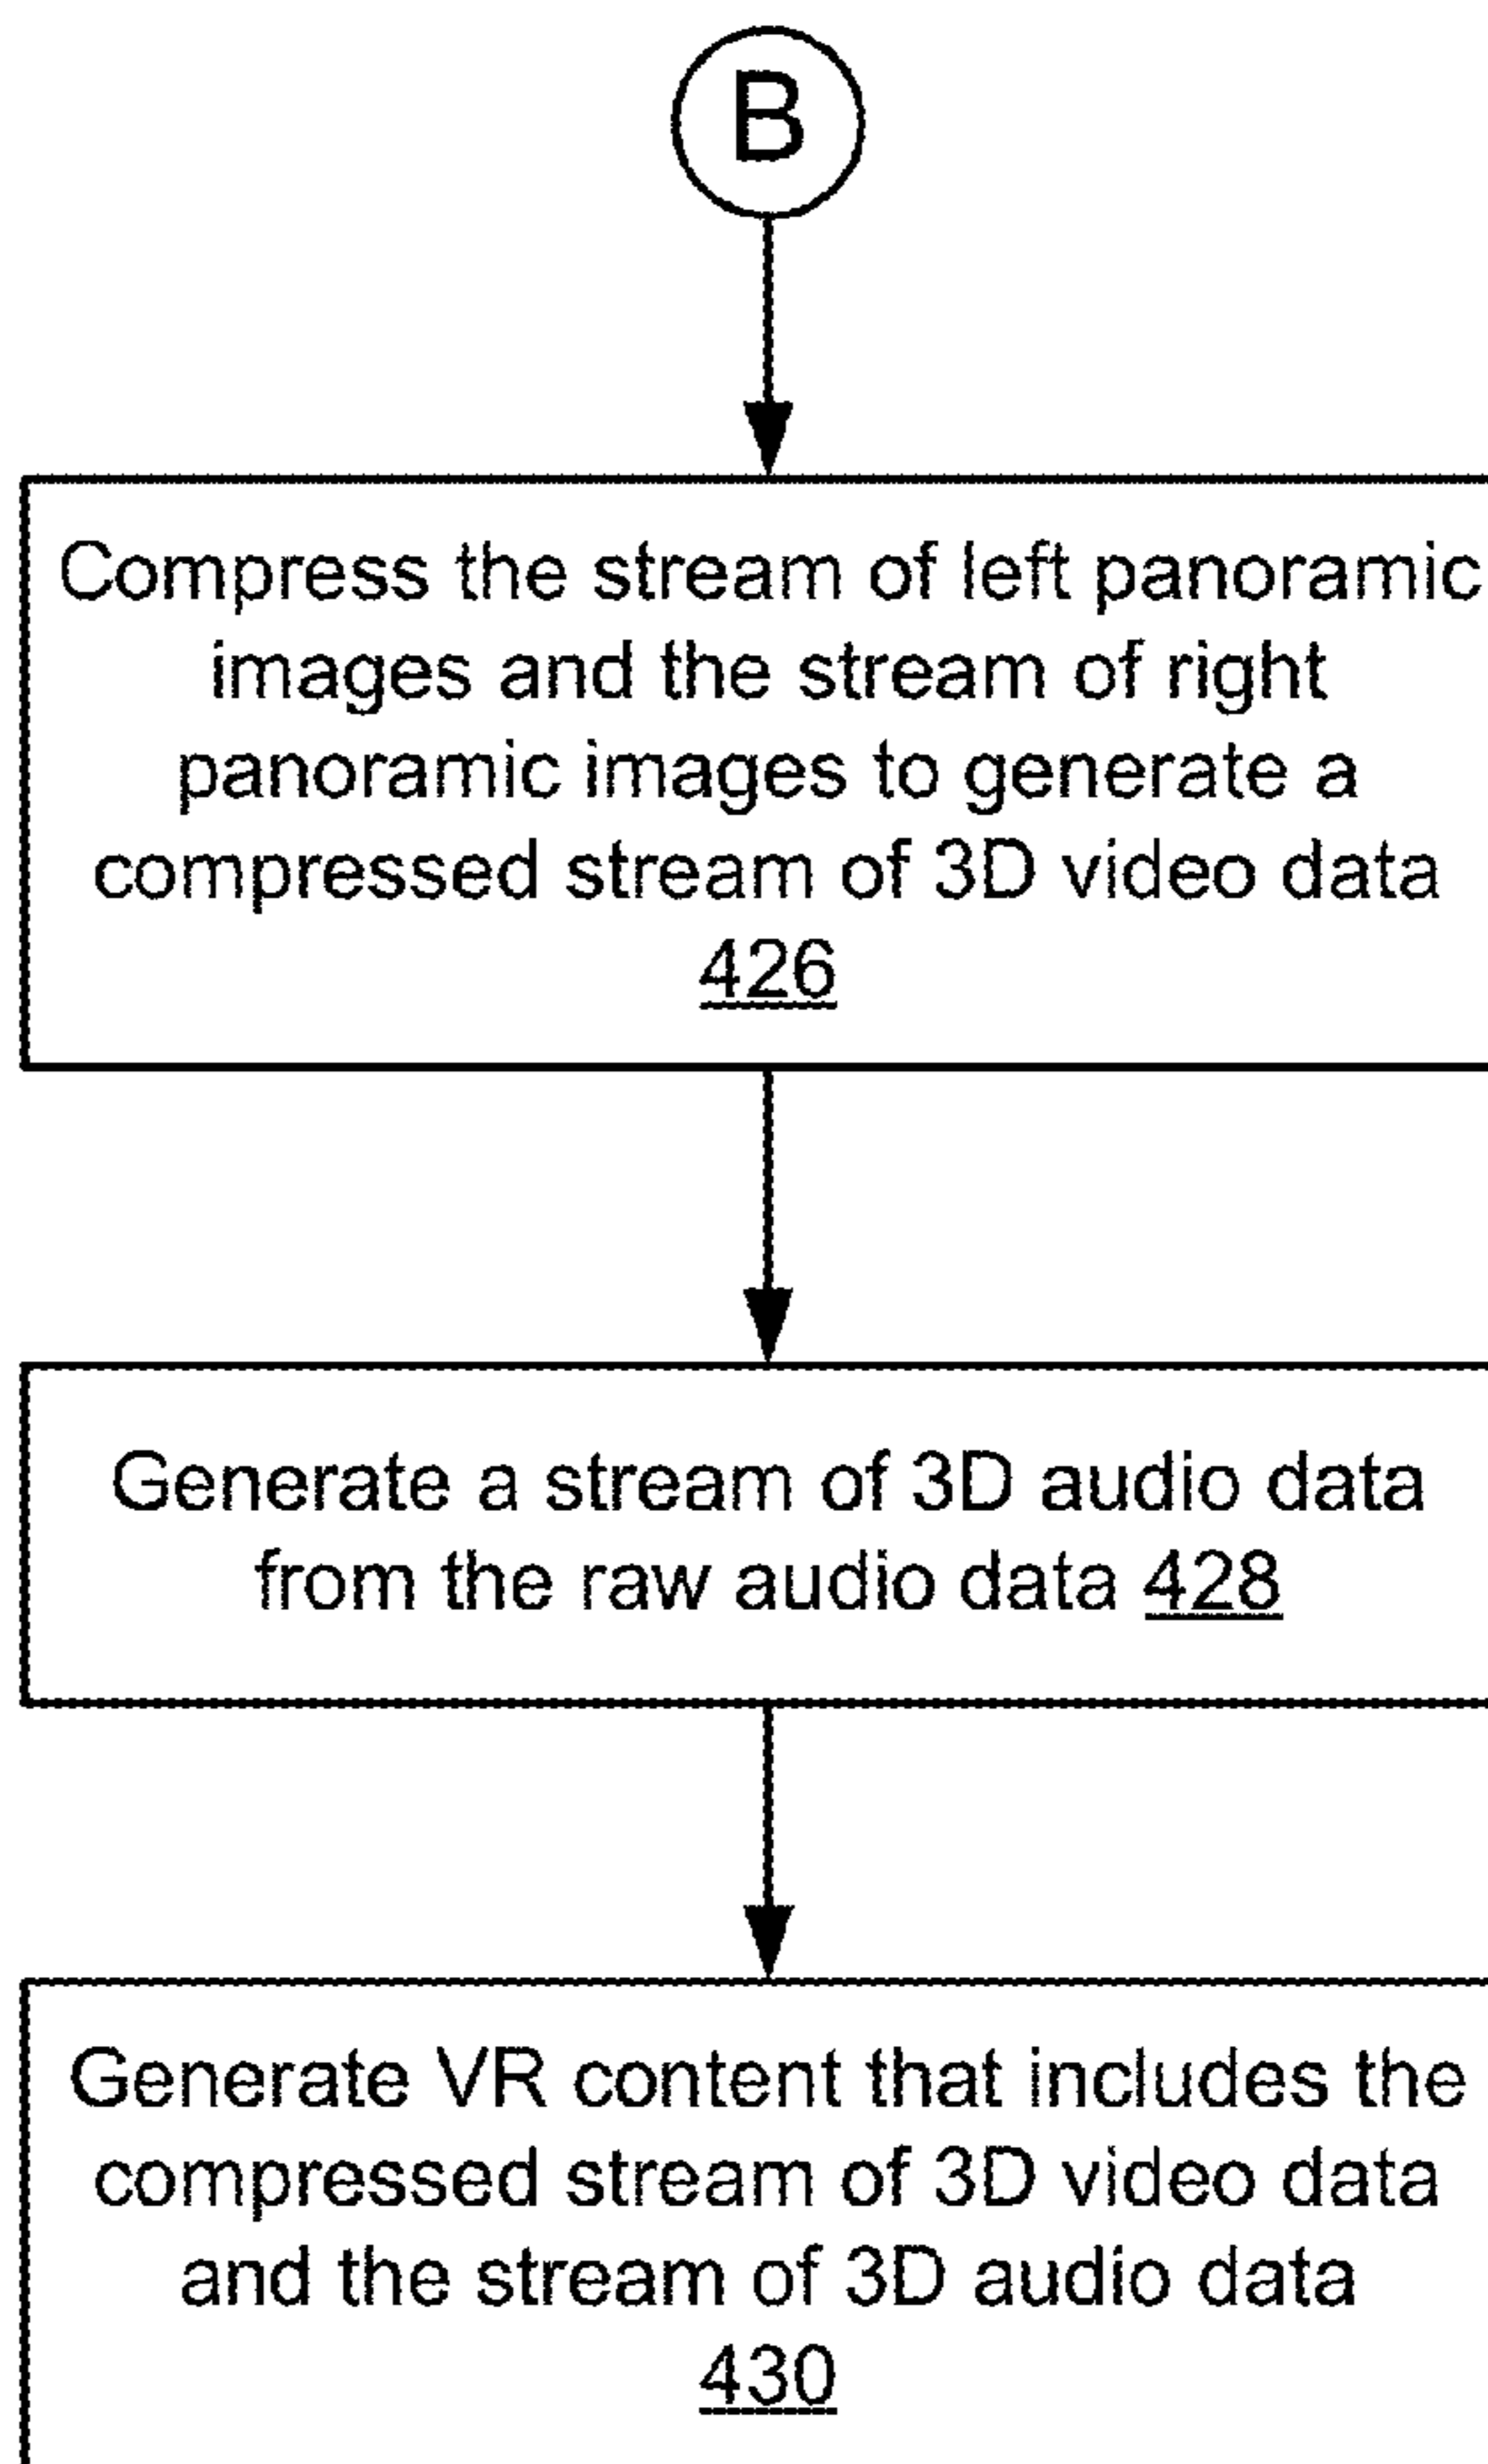 B
Compress the stream of left panoramic
images and the stream of right
panoramic images to generate a
compressed stream of 3D video data
426
Generate a stream of 3D audio data
from the raw audio data 428
Generate VR content that includes the
compressed stream of 3D video data
and the stream of 3D audio data
430